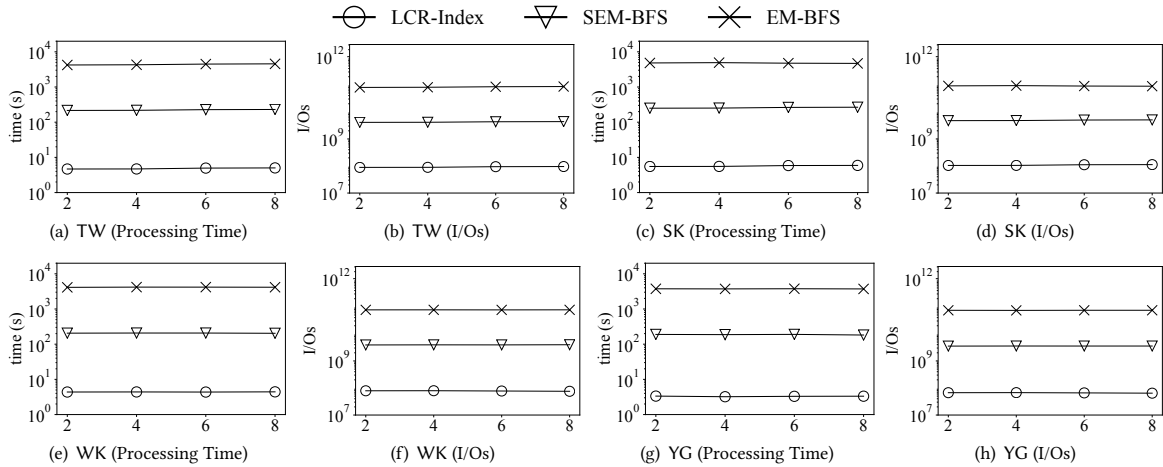 LCR-Index SEM-BFS EM-BFS
time (s)
10^4
10^3
10^2
10^1
10^0
2 4 6 8
(a) TW (Processing Time)
I/Os
10^12
10^9
10^7
2 4 6 8
(b) TW (I/Os)
time (s)
10^4
10^3
10^2
10^1
10^0
2 4 6 8
(c) SK (Processing Time)
I/Os
10^12
10^9
10^7
2 4 6 8
(d) SK (I/Os)
time (s)
10^4
10^3
10^2
10^1
10^0
2 4 6 8
(e) WK (Processing Time)
I/Os
10^12
10^9
10^7
2 4 6 8
(f) WK (I/Os)
time (s)
10^4
10^3
10^2
10^1
10^0
2 4 6 8
(g) YG (Processing Time)
I/Os
10^12
10^9
10^7
2 4 6 8
(h) YG (I/Os)